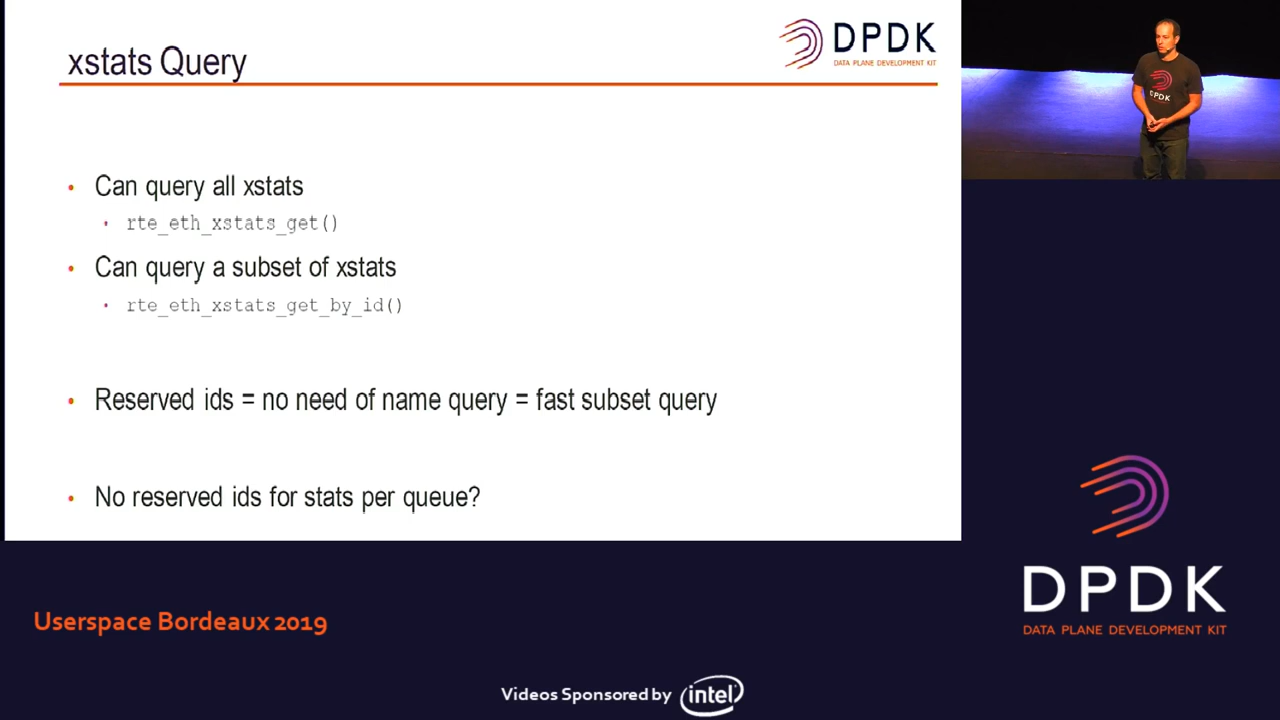 xstats Query
DPDK
DATA PLANE DEVELOPMENT KIT
• Can query all xstats
• rte_eth_xstats_get()
• Can query a subset of xstats
• rte_eth_xstats_get_by_id()
• Reserved ids = no need of name query = fast subset query
• No reserved ids for stats per queue?
DPDK
DPDK
DATA PLANE DEVELOPMENT KIT
Userspace Bordeaux 2019
Videos Sponsored by intel